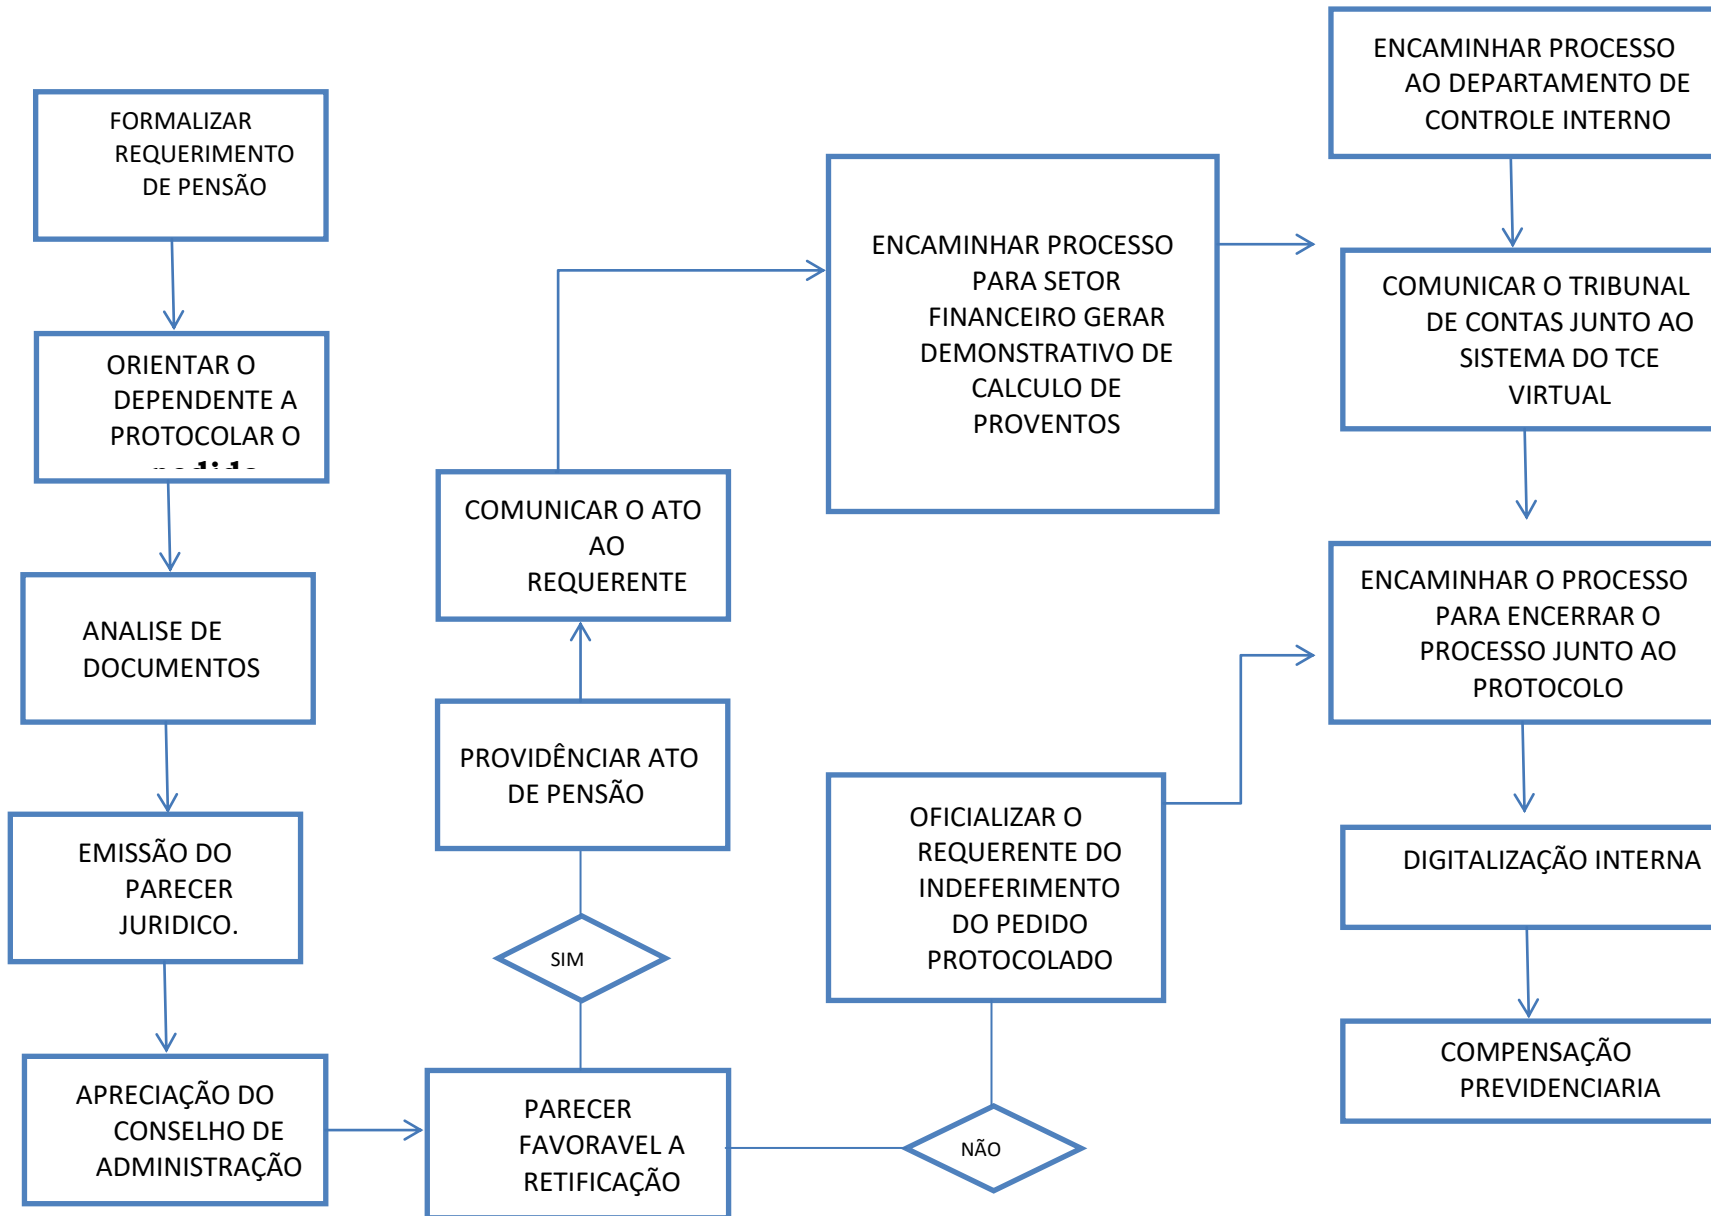 FORMALIZAR
REQUERIMENTO
DE PENSÃO
ORIENTAR O
DEPENDENTE A
PROTOCOLAR O
ANALISE DE
DOCUMENTOS
EMISSÃO DO
PARECER
JURIDICO.
APRECIAÇÃO DO
CONSELHO DE
ADMINISTRAÇÃO
PARECER
FAVORAVEL A
RETIFICAÇÃO
SIM
PROVIDÊNCIAR ATO
DE PENSÃO
COMUNICAR O ATO
AO
REQUERENTE
ENCAMINHAR PROCESSO
PARA SETOR
FINANCEIRO GERAR
DEMONSTRATIVO DE
CALCULO DE
PROVENTOS
NÃO
OFICIALIZAR O
REQUERENTE DO
INDEFERIMENTO
DO PEDIDO
PROTOCOLADO
ENCAMINHAR PROCESSO
AO DEPARTAMENTO DE
CONTROLE INTERNO
COMUNICAR O TRIBUNAL
DE CONTAS JUNTO AO
SISTEMA DO TCE
VIRTUAL
ENCAMINHAR O PROCESSO
PARA ENCERRAR O
PROCESSO JUNTO AO
PROTOCOLO
DIGITALIZAÇÃO INTERNA
COMPENSAÇÃO
PREVIDENCIARIA